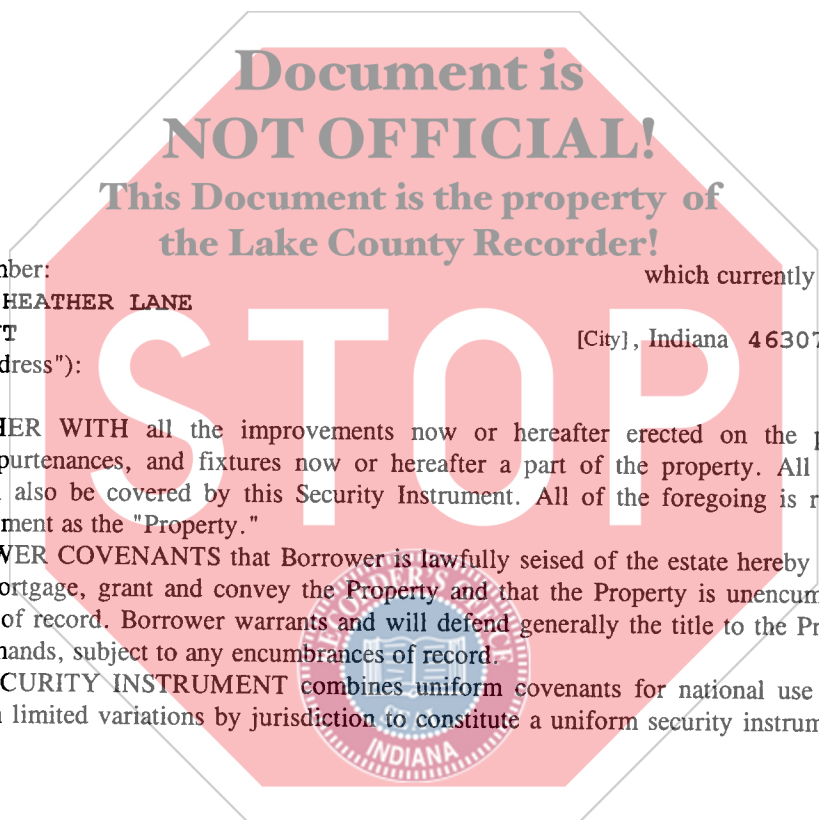 Document is
NOT OFFICIAL!
This Document is the property of
the Lake County Recorder!
nber: which currently
HEATHER LANE
T [City], Indiana 46307
dress"):
STOP
HER WITH all the improvements now or hereafter erected on the p
purtenances, and fixtures now or hereafter a part of the property. All
also be covered by this Security Instrument. All of the foregoing is r
ment as the "Property."
WER COVENANTS that Borrower is lawfully seised of the estate hereby
ortgage, grant and convey the Property and that the Property is unencum
of record. Borrower warrants and will defend generally the title to the Pr
nands, subject to any encumbrances of record.
CURITY INSTRUMENT combines uniform covenants for national use
limited variations by jurisdiction to constitute a uniform security instrum
RECORDER'S OFFICE
INDIANA